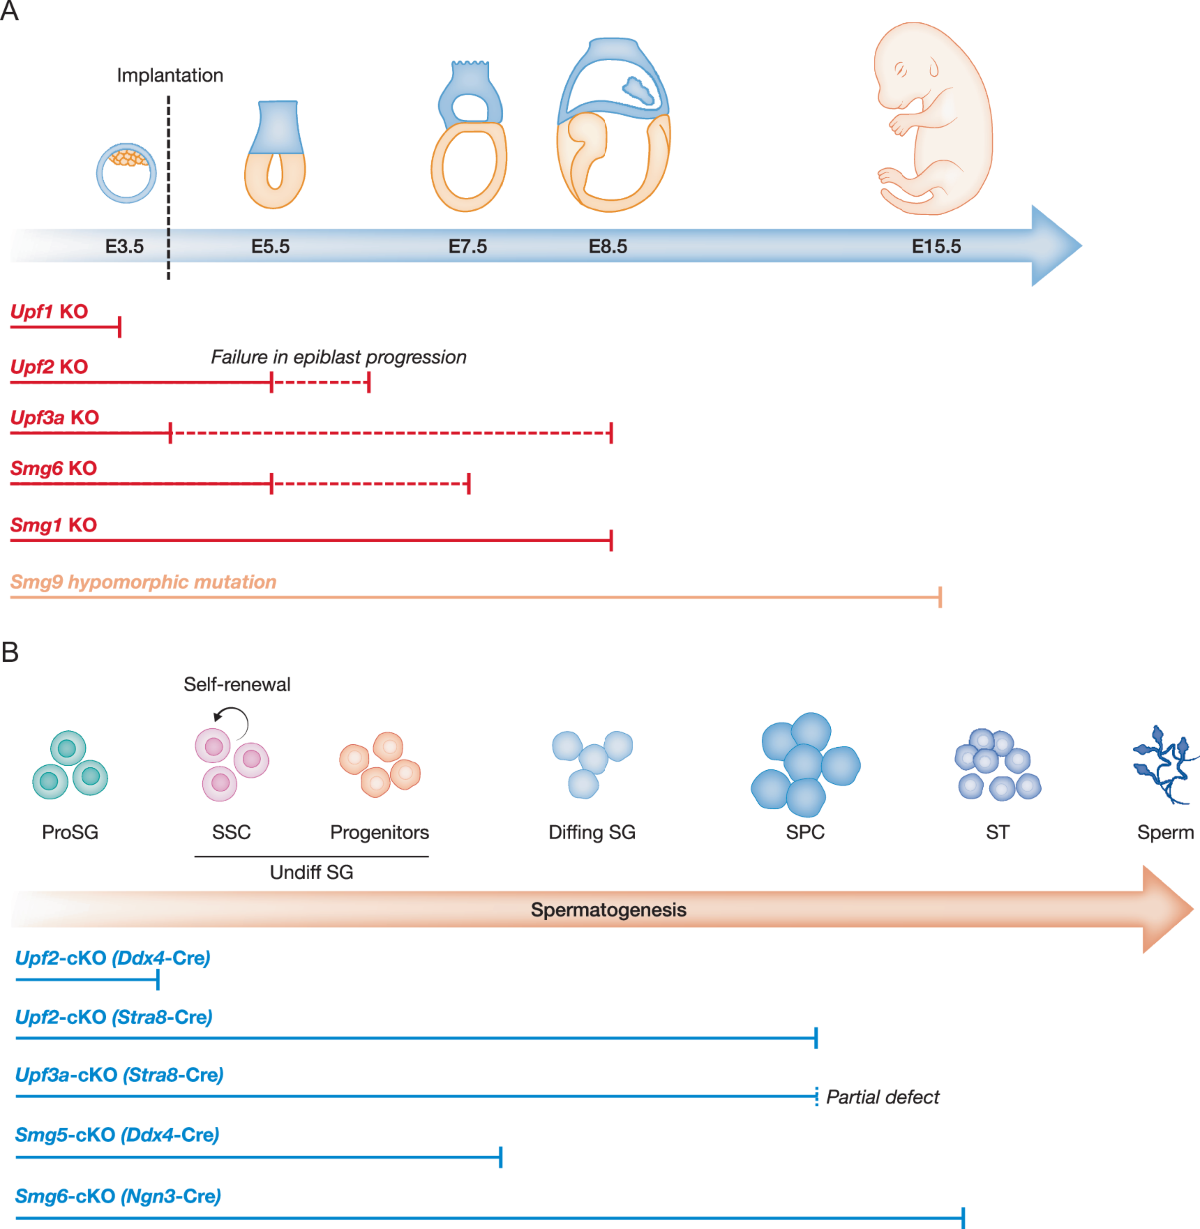 A
Implantation
E3.5
E5.5
E7.5
E8.5
E15.5
Upf1 KO
Failure in epiblast progression
Upf2 KO
Upf3a KO
Smg6 KO
Smg1 KO
Smg9 hypomorphic mutation
B
Self-renewal
ProSG
SSC
Progenitors
Diffing SG
SPC
ST
Sperm
Undiff SG
Spermatogenesis
Upf2-cKO (Ddx4-Cre)
Upf2-cKO (Stra8-Cre)
Upf3a-cKO (Stra8-Cre)
Partial defect
Smg5-cKO (Ddx4-Cre)
Smg6-cKO (Ngn3-Cre)